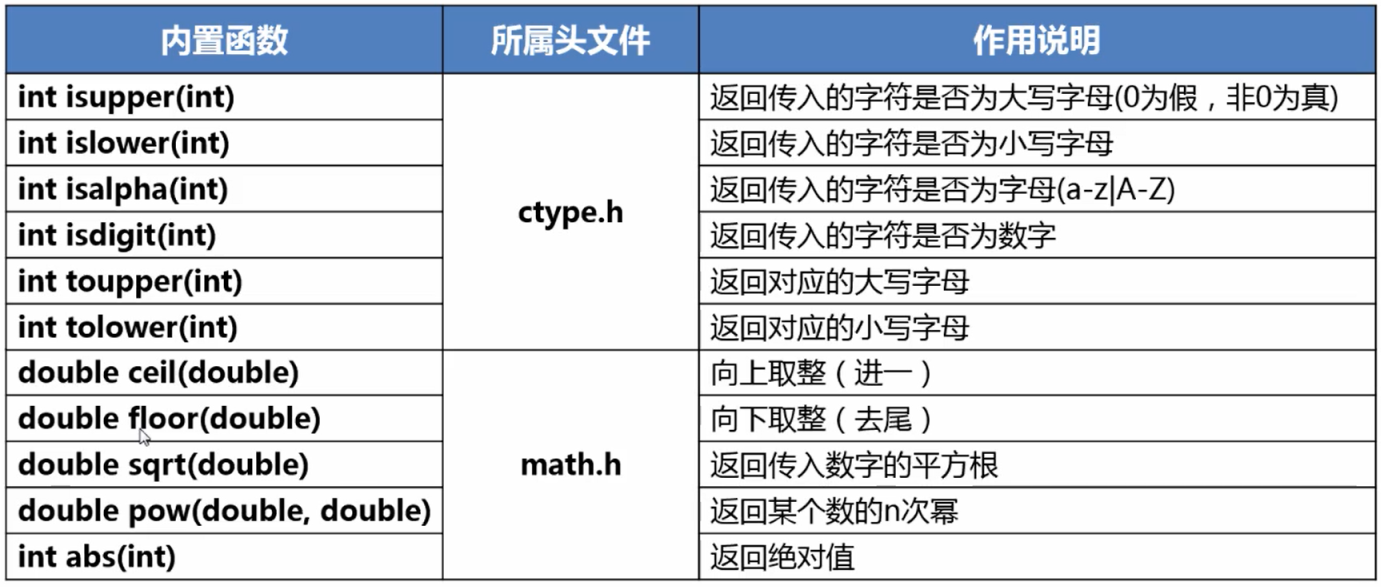 内置函数 所属头文件 作用说明
int isupper(int) 返回传入的字符是否为大写字母(0为假，非0为真)
int islower(int) 返回传入的字符是否为小写字母
int isalpha(int) 返回传入的字符是否为字母(a-z|A-Z)
ctype.h
int isdigit(int) 返回传入的字符是否为数字
int toupper(int) 返回对应的大写字母
int tolower(int) 返回对应的小写字母
double ceil(double) 向上取整（进一）
double floor(double) 向下取整（去尾）
double sqrt(double) math.h 返回传入数字的平方根
double pow(double, double) 返回某个数的n次幂
int abs(int) 返回绝对值